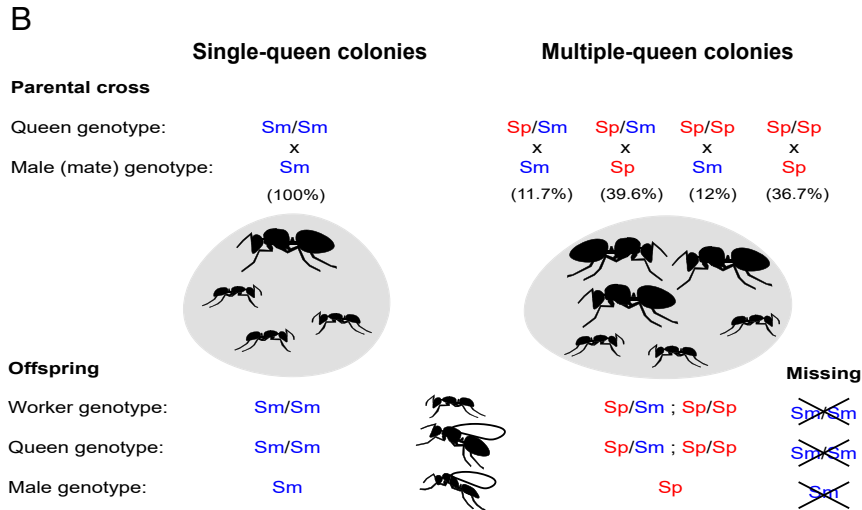 B
Single-queen colonies Multiple-queen colonies
Parental cross
Queen genotype: Sm/Sm Sp/Sm Sp/Sm Sp/Sp Sp/Sp
x x x x x
Male (mate) genotype: Sm Sm Sp Sm Sp
(100%) (11.7%) (39.6%) (12%) (36.7%)
Offspring Missing
Worker genotype: Sm/Sm Sp/Sm ; Sp/Sp Sm/Sm
Queen genotype: Sm/Sm Sp/Sm ; Sp/Sp Sm/Sm
Male genotype: Sm Sp Sm